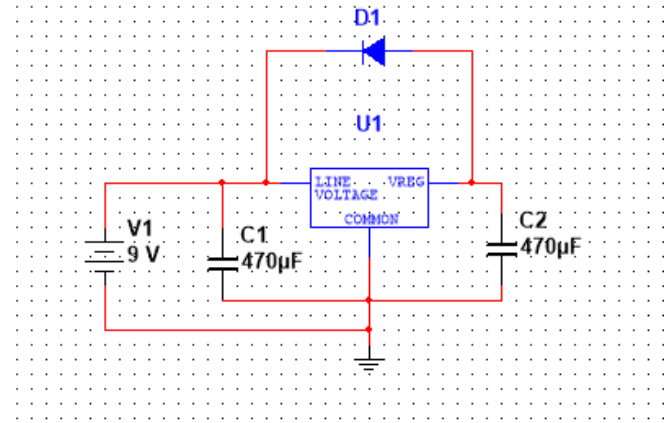 D1
U1
LINE VREG
VOLTAGE
COMMON
V1
9 V
C1
470µF
C2
470µF